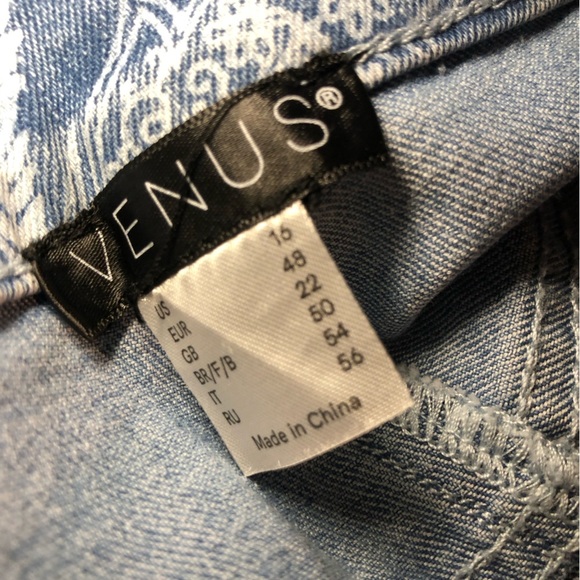 VENUS®
US 16
EUR 48
GB 22
BR/F/B 50
IT 54
RU 56
Made in China